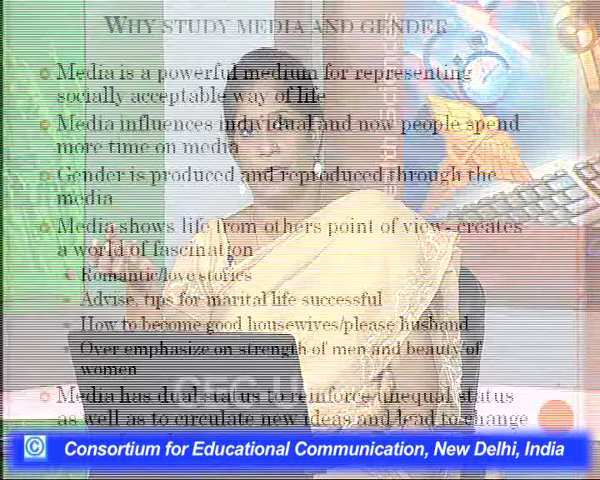 WHY STUDY MEDIA AND GENDER
Media is a powerful medium for representing
socially acceptable way of life
Media influences individual and now people spend
more time on media
Gender is produced and reproduced through the
media
Media shows life from others point of view- creates
a world of fascination
Romantic/love stories
Advise, tips for marital life successful
How to become good housewives/please husband
Over emphasize on strength of men and beauty of
women
Media has dual status to reinforce unequal status
as well as to circulate new ideas and lead to change
© Consortium for Educational Communication, New Delhi, India